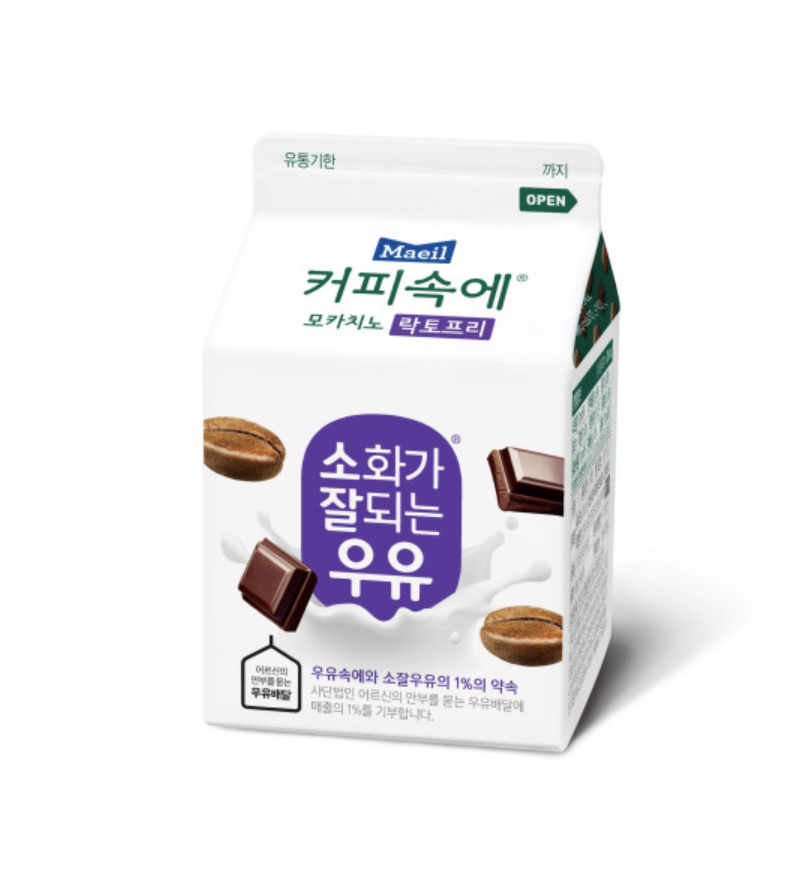 유통기한
까지
OPEN
Maeil
커피속에®
모카치노 락토프리
소화가®
잘되는
우유
어르신의
안부를묻는
우유배달
우유속에와 소잘우유의 1%의 약속
사단법인 어르신의 안부를 묻는 우유배달에
매출의 1%를 기부합니다.